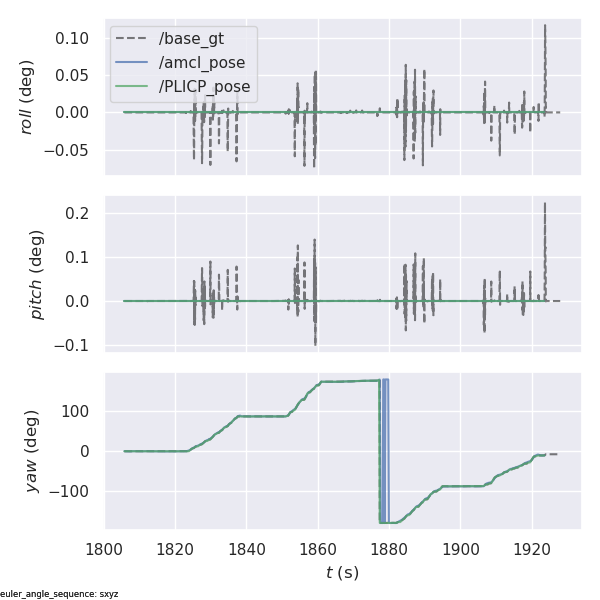 /base_gt
/amcl_pose
/PLICP_pose
0.10
0.05
0.00
−0.05
roll (deg)
0.2
0.1
0.0
−0.1
pitch (deg)
100
0
−100
yaw (deg)
1800 1820 1840 1860 1880 1900 1920
t (s)
euler_angle_sequence: sxyz